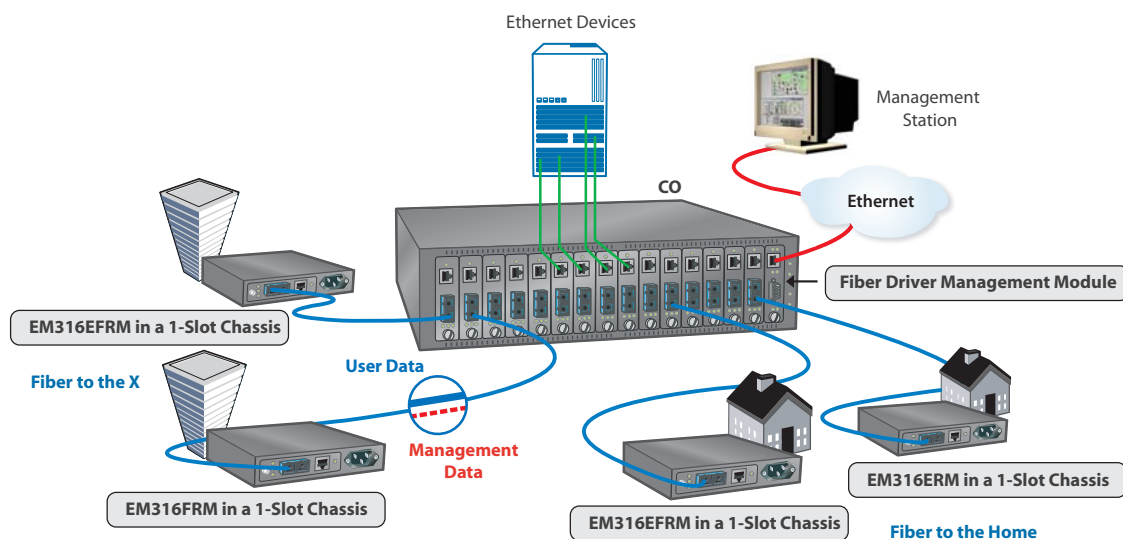 Ethernet Devices
Management
Station
CO
Ethernet
Fiber Driver Management Module
EM316EFRM in a 1-Slot Chassis
Fiber to the X
User Data
Management
Data
EM316FRM in a 1-Slot Chassis
EM316ERM in a 1-Slot Chassis
EM316EFRM in a 1-Slot Chassis
Fiber to the Home